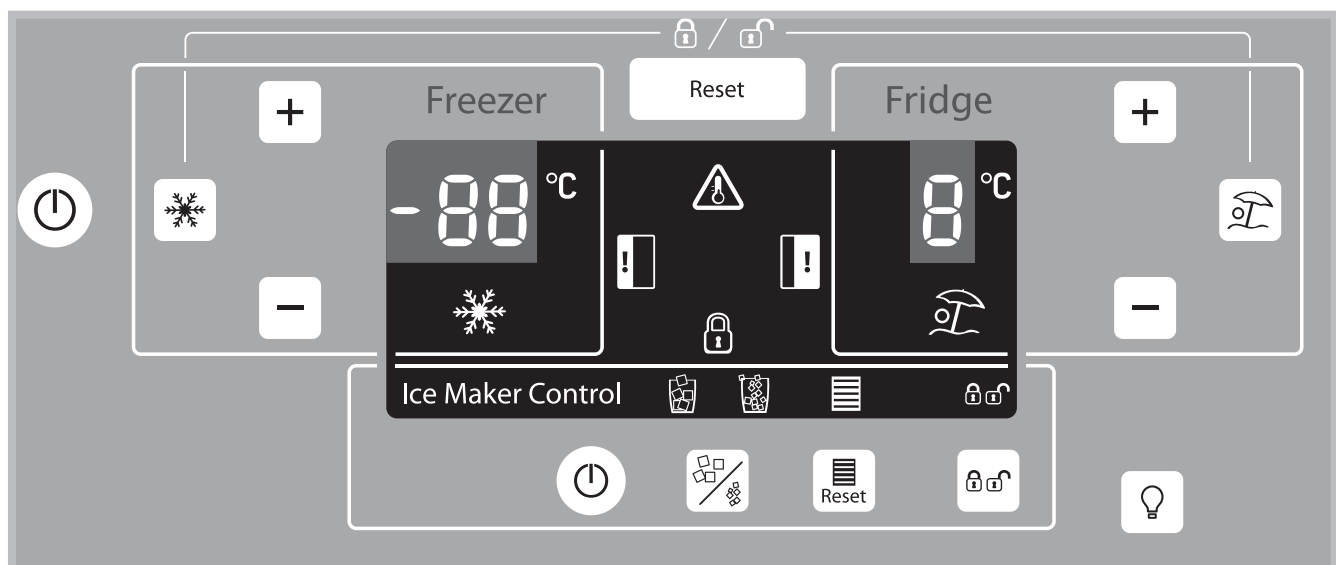 Freezer
Reset
Fridge
+
+
-88 °C
8 °C
!
!
−
−
Ice Maker Control
Reset